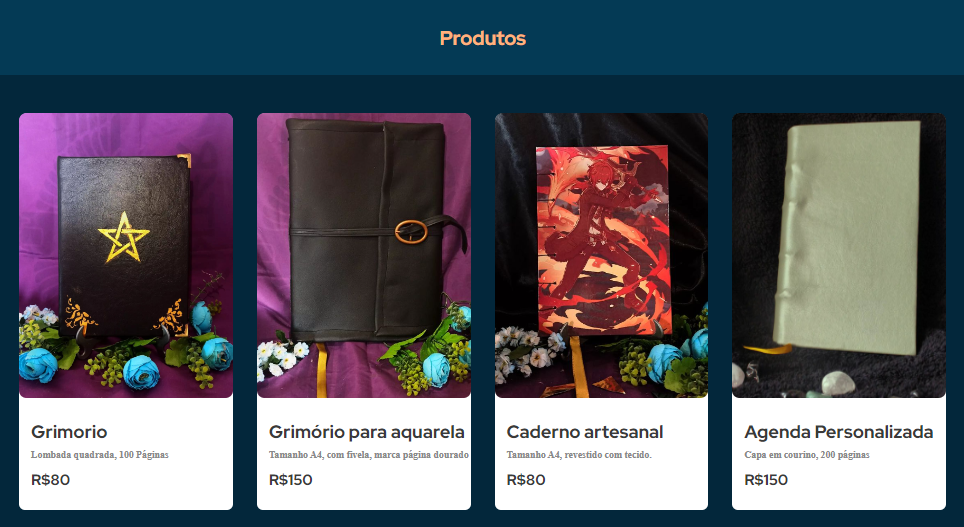 Produtos
Grimorio
Lombada quadrada, 100 Páginas
R$80
Grimório para aquarela
Tamanho A4, com fivela, marca página dourado
R$150
Caderno artesanal
Tamanho A4, revestido com tecido.
R$80
Agenda Personalizada
Capa em courino, 200 páginas
R$150